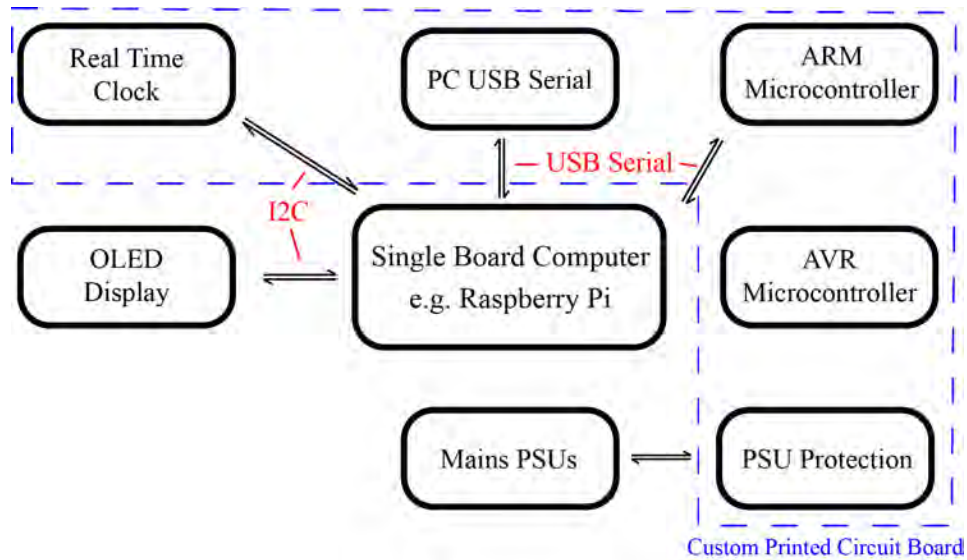 Real Time
Clock
PC USB Serial
ARM
Microcontroller
USB Serial
I2C
OLED
Display
Single Board Computer
e.g. Raspberry Pi
AVR
Microcontroller
Mains PSUs
PSU Protection
Custom Printed Circuit Board